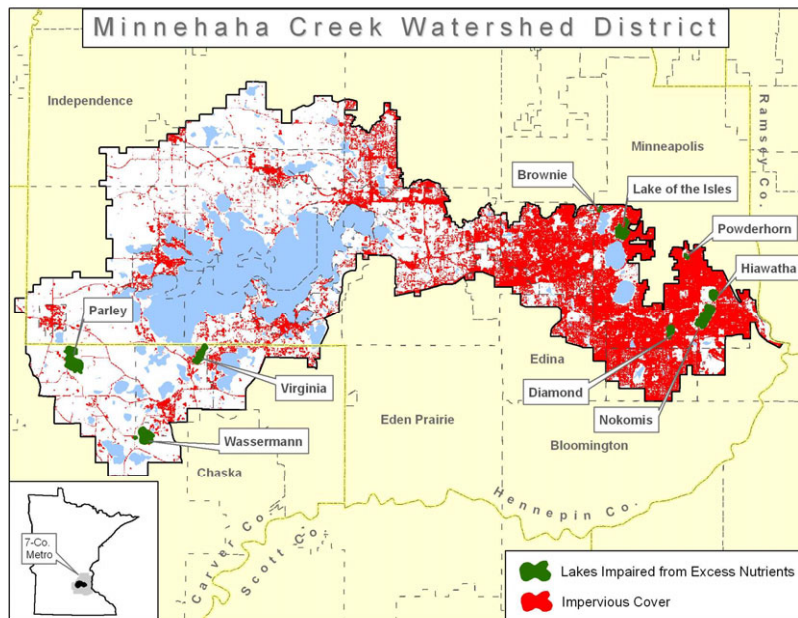 Minnehaha Creek Watershed District
Independence
Minneapolis
Ramsey Co.
Brownie
Lake of the Isles
Powderhorn
Hiawatha
Parley
Virginia
Edina
Diamond
Eden Prairie
Nokomis
Wassermann
Bloomington
Chaska
Hennepin Co.
Carver Co.
Scott Co.
7-Co.
Metro
Lakes Impaired from Excess Nutrients
Impervious Cover